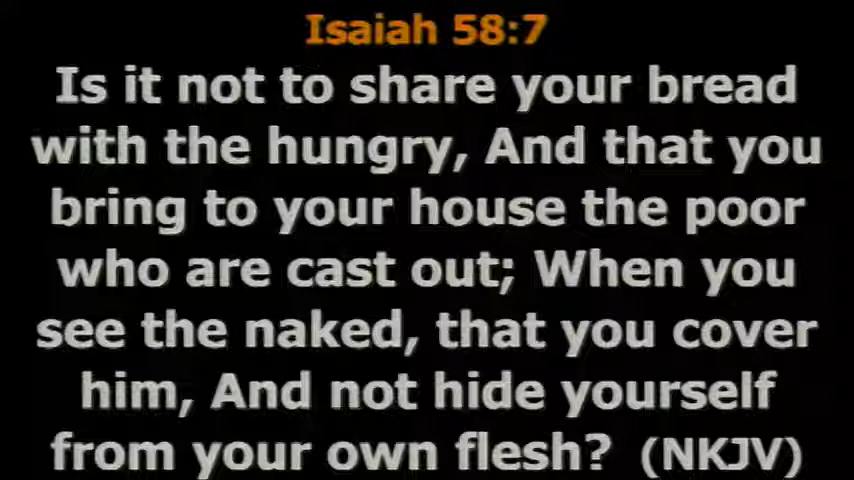 Isaiah 58:7
Is it not to share your bread
with the hungry, And that you
bring to your house the poor
who are cast out; When you
see the naked, that you cover
him, And not hide yourself
from your own flesh? (NKJV)